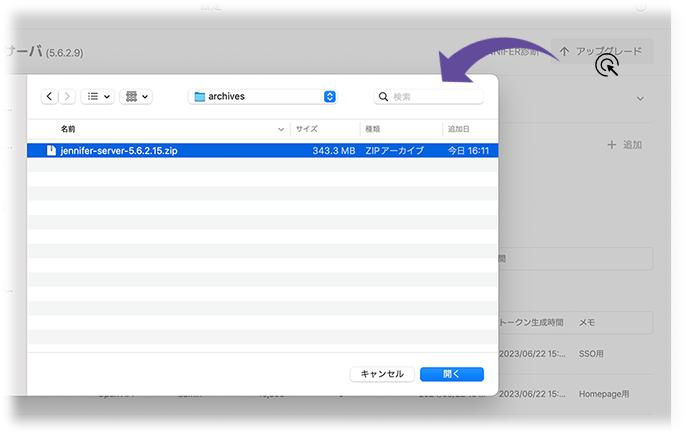 設定
サーバ (5.6.2.9)
JENNIFER診断
アップグレード
archives
検索
名前
サイズ
種類
追加日
jennifer-server-5.6.2.15.zip
343.3 MB
ZIPアーカイブ
今日 16:11
追加
間
トークン生成時間
メモ
2023/06/22 15:...
SSO用
キャンセル
開く
2023/06/22 15:...
Homepage用